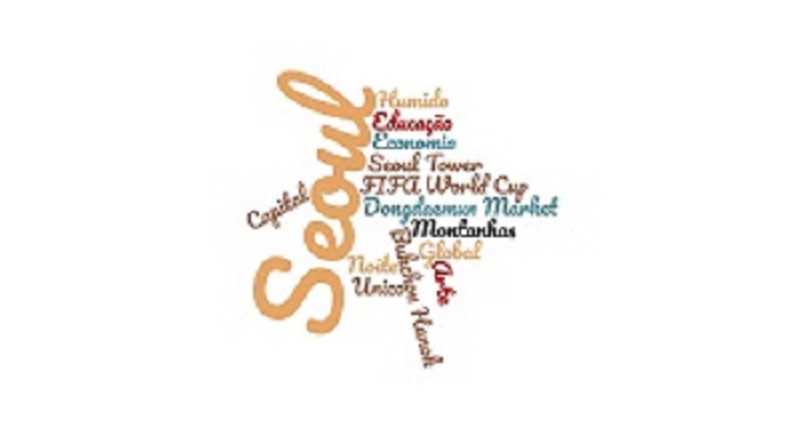 Seoul
Humido
Educação
Economia
Seoul Tower
FIFA World Cup
Capital
Dongdaemun Market
Montanhas
Global
Noite
Arte
Unico
Bukchon Hanok